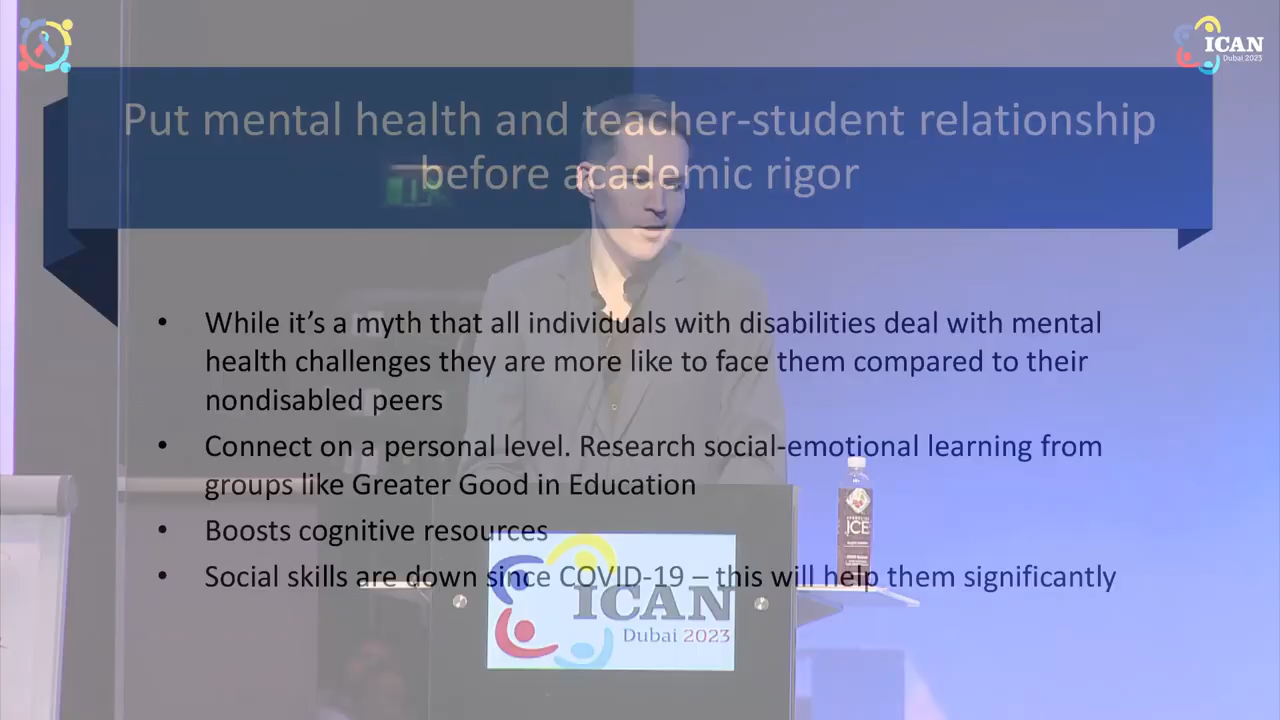 ICAN
Dubai 2023
Put mental health and teacher-student relationship
before academic rigor
• While it’s a myth that all individuals with disabilities deal with mental
health challenges they are more like to face them compared to their
nondisabled peers
• Connect on a personal level. Research social-emotional learning from
groups like Greater Good in Education
• Boosts cognitive resources
• Social skills are down since COVID-19 – this will help them significantly
ICE
ICAN
Dubai 2023